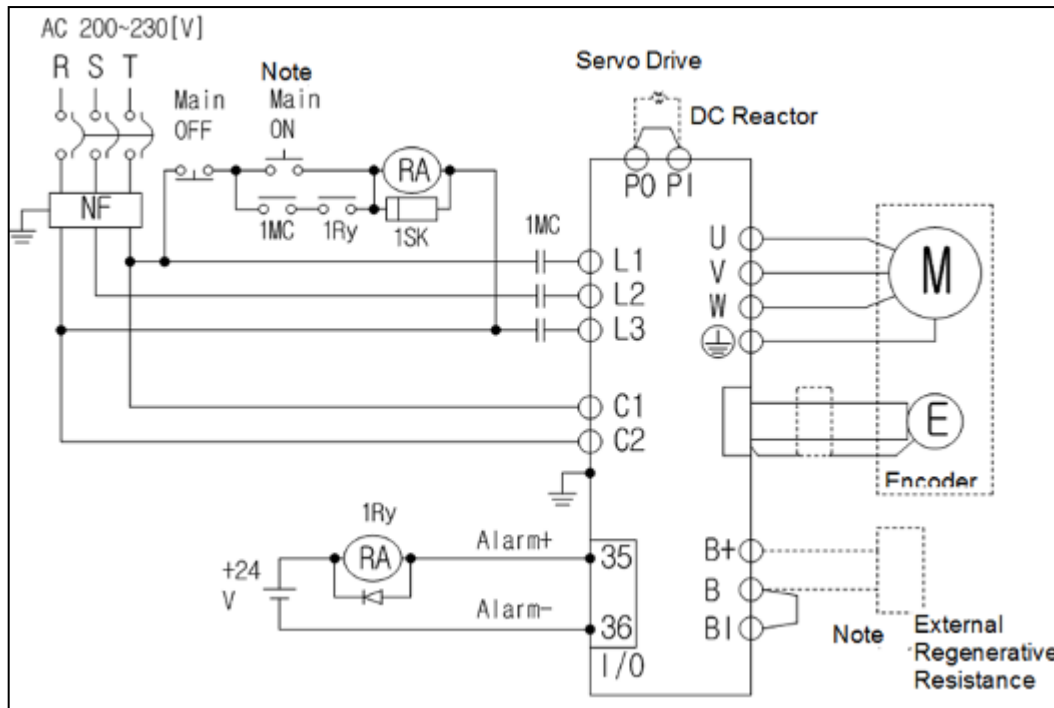 AC 200~230[V]
R S T
Main
OFF
Note
Main
ON
RA
1MC
1Ry
1SK
NF
1MC
Servo Drive
DC Reactor
PO PI
L1
L2
L3
C1
C2
U
V
W
M
E
Encoder
1Ry
RA
+24
V
Alarm+
Alarm-
35
36
I/O
B+
B
BI
Note
External
Regenerative
Resistance